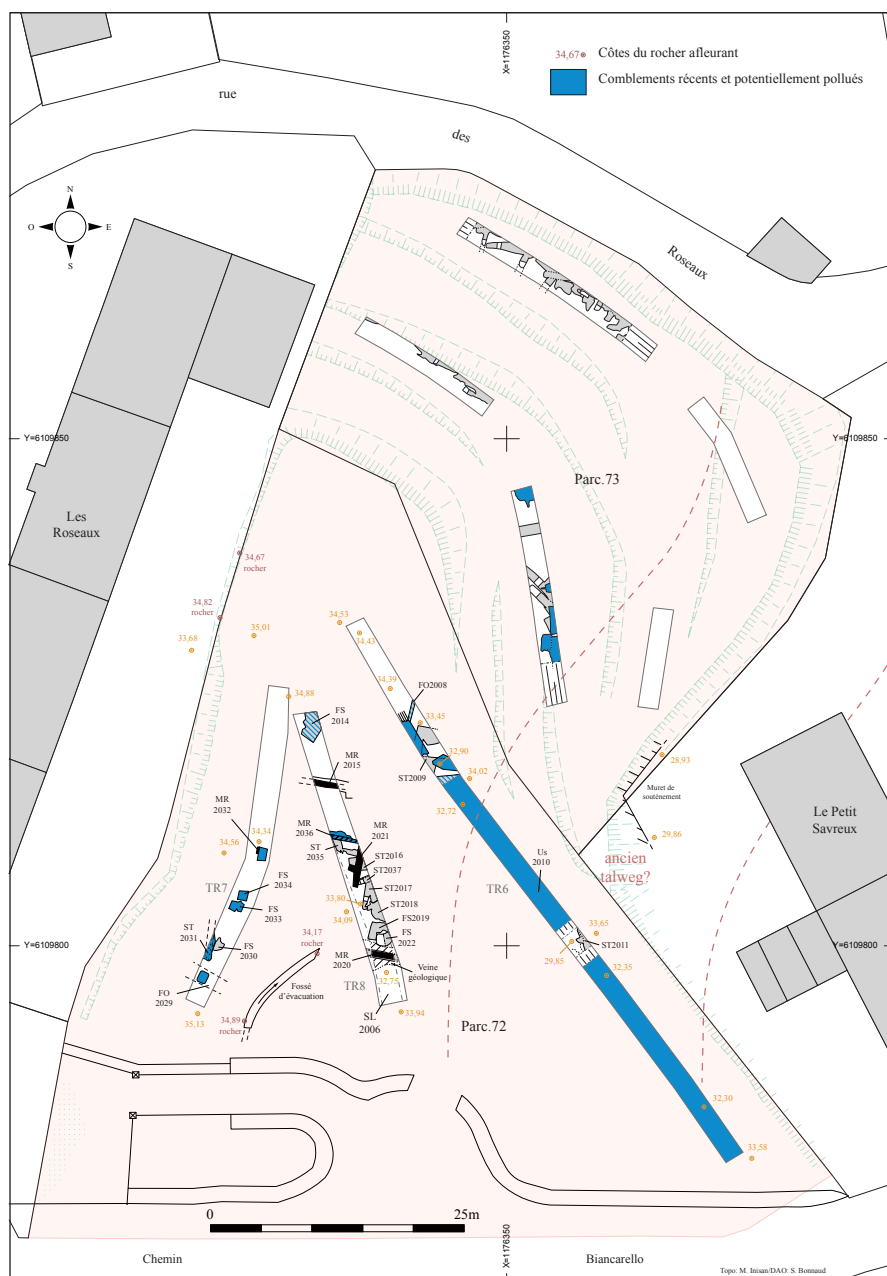 X=1176350
34,67 Côtes du rocher afleurant
Comblements récents et potentiellement pollués
rue
des
Roseaux
N
O
E
S
Y=6109850
Y=6109850
Parc.73
Les
Roseaux
34,67
rocher
34,82
rocher
33,68
35,01
34,53
34,43
34,88
34,39
FO2008
FS
2014
33,45
32,90
34,02
ST2009
32,72
MR
2015
28,93
Muret de
soutènement
29,86
Le Petit
Savreux
MR
2032
MR
2036
MR
2021
ST
2035
ST2016
ST2037
34,34
34,56
Us
2010
ancien
talweg?
FS
2034
TR7
FS
2033
ST2017
ST2018
33,80
34,09
FS2019
TR6
ST
2031
FS
2030
34,17
rocher
FS
2022
33,65
ST2011
29,85
Y=6109800
Y=6109800
MR
2020
Veine
géologique
32,75
32,35
FO
2029
Fossé
d'évacuation
TR8
SL
2006
33,94
35,13
34,89
rocher
Parc.72
32,30
33,58
0
25m
X=1176350
Chemin
Biancarello
Topo: M. Inisan/DAO: S. Bonnaud